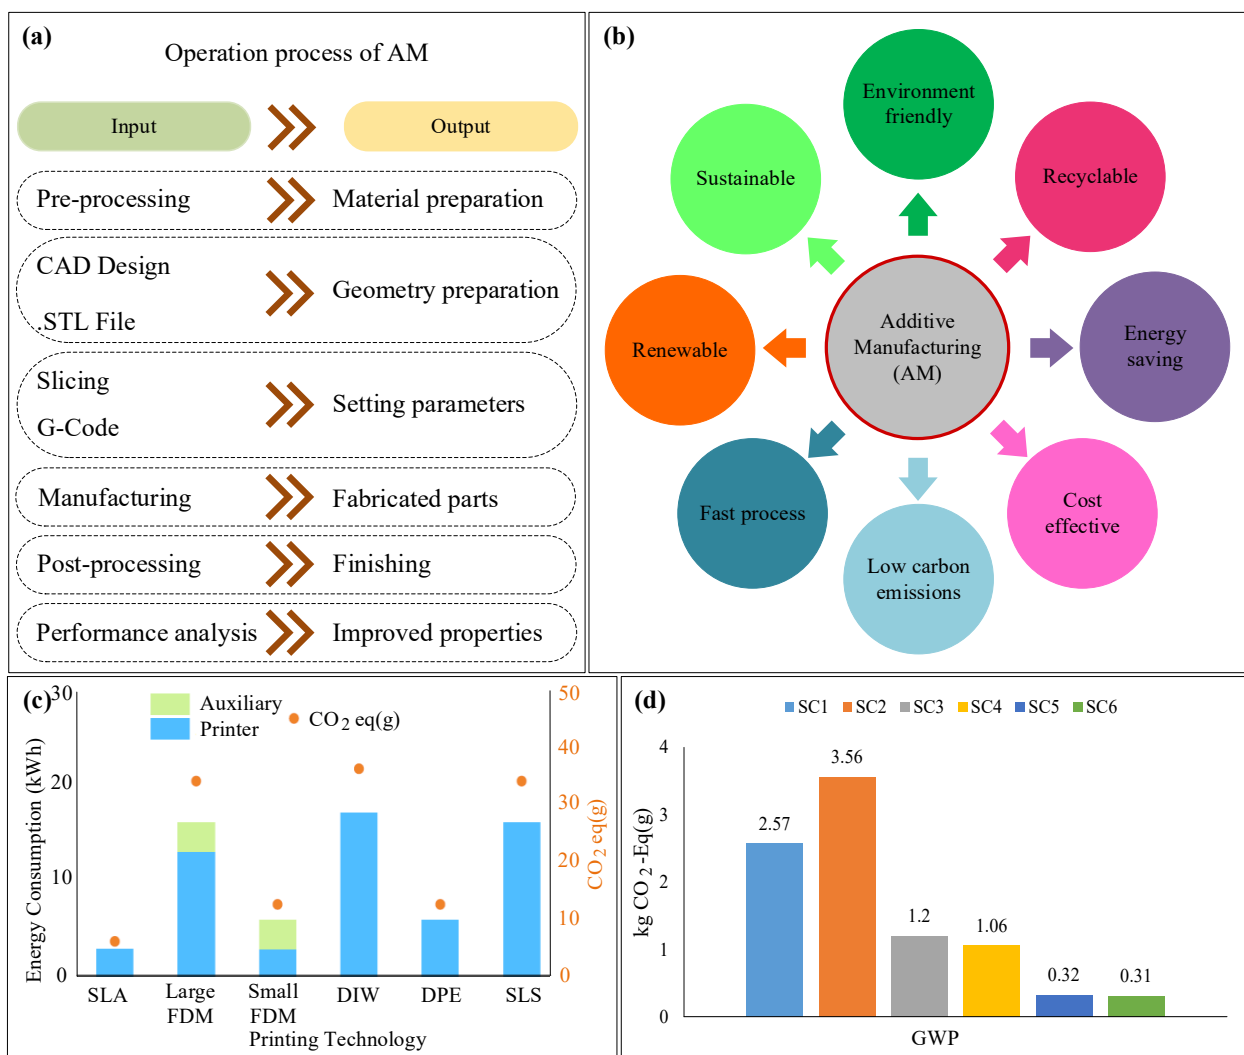 (a)
Operation process of AM
Input
Output
Pre-processing
Material preparation
CAD Design
.STL File
Geometry preparation
Slicing
G-Code
Setting parameters
Manufacturing
Fabricated parts
Post-processing
Finishing
Performance analysis
Improved properties
(b)
Environment
friendly
Sustainable
Recyclable
Renewable
Additive
Manufacturing
(AM)
Energy
saving
Fast process
Cost
effective
Low carbon
emissions
(c)
Auxiliary
Printer
CO2 eq(g)
Energy Consumption (kWh)
30
20
10
0
50
40
30
20
10
0
CO2 eq(g)
SLA
Large
FDM
Small
FDM
DIW
DPE
SLS
Printing Technology
(d)
SC1 SC2 SC3 SC4 SC5 SC6
kg CO2-Eq(g)
4
3
2
1
0
2.57
3.56
1.2
1.06
0.32
0.31
GWP